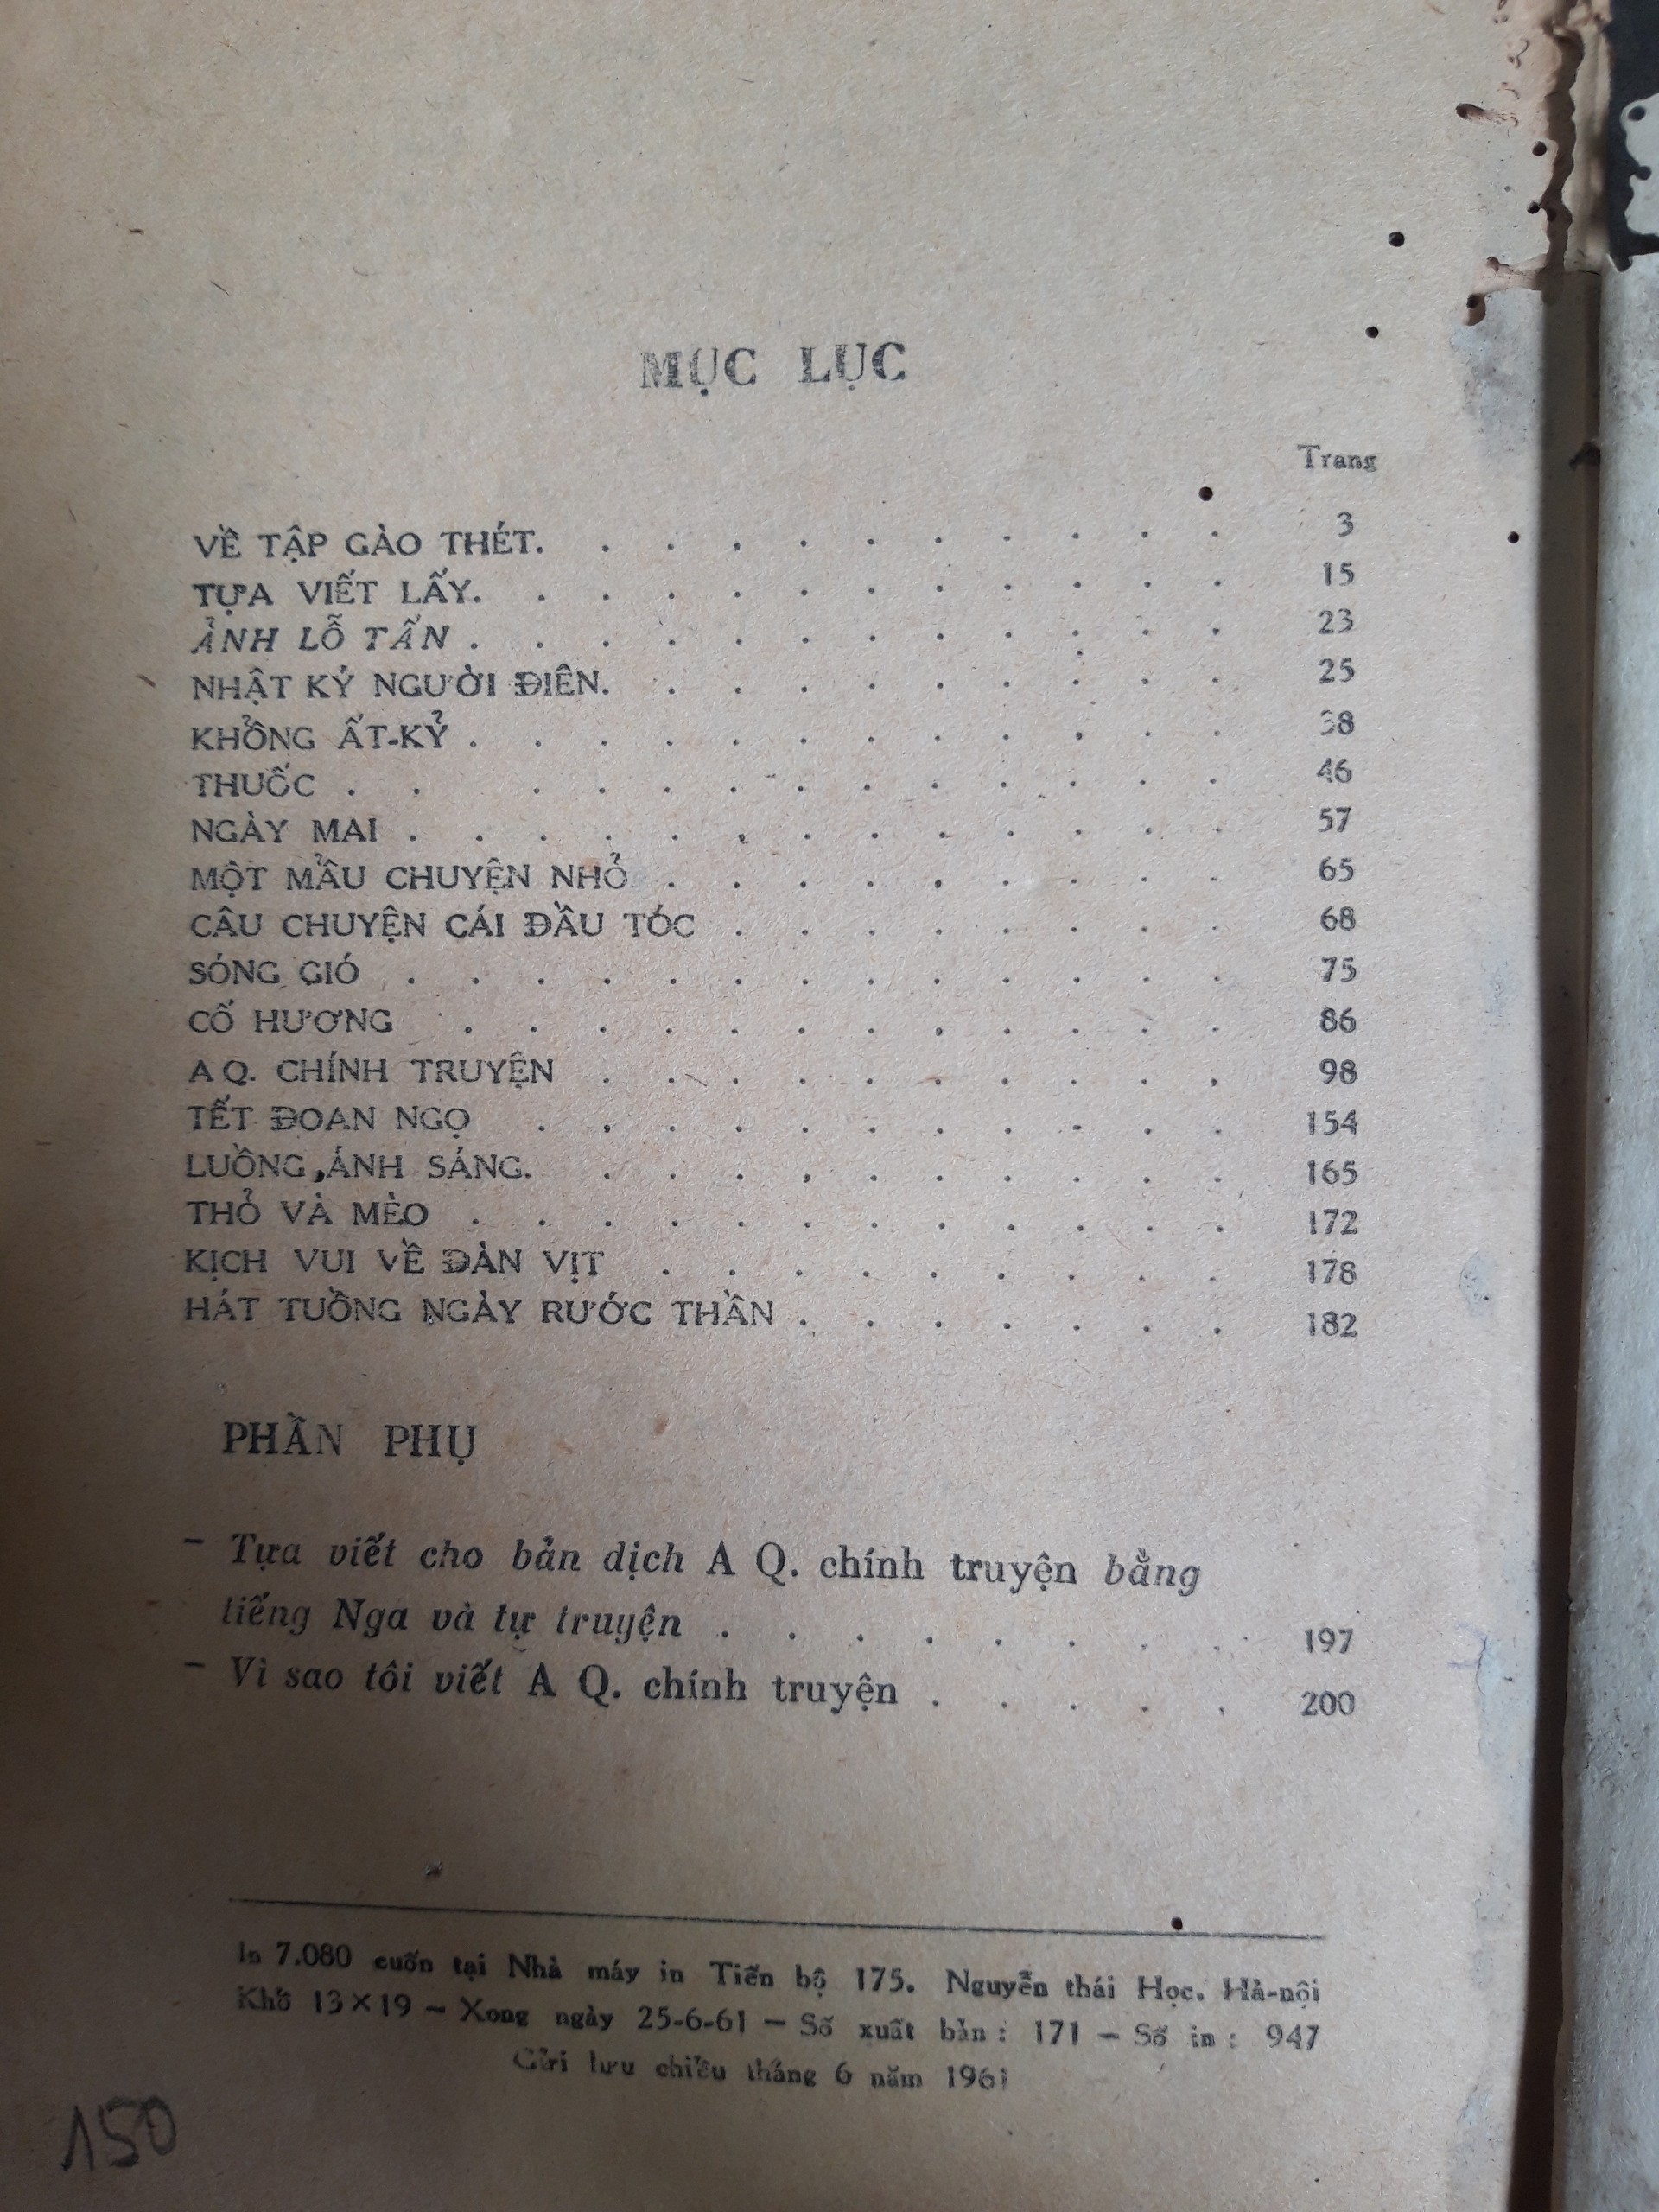 MỤC LỤC
Trang
VỀ TẬP GÀO THÉT. . . . . . . . . . . 3
TỰA VIẾT LẤY. . . . . . . . . . . . 15
ẢNH LỖ TẤN . . . . . . . . . . . . 23
NHẬT KÝ NGƯỜI ĐIÊN. . . . . . . . . . 25
KHỔNG ẤT-KỶ . . . . . . . . . . . . 38
THUỐC . . . . . . . . . . . . . 46
NGÀY MAI . . . . . . . . . . . . . 57
MỘT MẨU CHUYỆN NHỎ . . . . . . . . . 65
CÂU CHUYỆN CÁI ĐẦU TÓC . . . . . . . . 68
SÓNG GIÓ . . . . . . . . . . . . . 75
CỐ HƯƠNG . . . . . . . . . . . . 86
A Q. CHÍNH TRUYỆN . . . . . . . . . . 98
TẾT ĐOAN NGỌ . . . . . . . . . . . 154
LUỒNG ÁNH SÁNG. . . . . . . . . . . 165
THỎ VÀ MÈO . . . . . . . . . . . . 172
KỊCH VUI VỀ ĐÀN VỊT . . . . . . . . . 178
HÁT TUỒNG NGÀY RƯỚC THẦN . . . . . . . 182
PHẦN PHỤ
– Tựa viết cho bản dịch A Q. chính truyện bằng
tiếng Nga và tự truyện . . . . . . . . . 197
– Vì sao tôi viết A Q. chính truyện . . . . . 200
In 7.080 cuốn tại Nhà máy in Tiến bộ 175. Nguyễn thái Học. Hà-nội
Khổ 13×19 – Xong ngày 25-6-61 – Số xuất bản : 171 – Số in : 947
Gửi lưu chiểu tháng 6 năm 1961
150